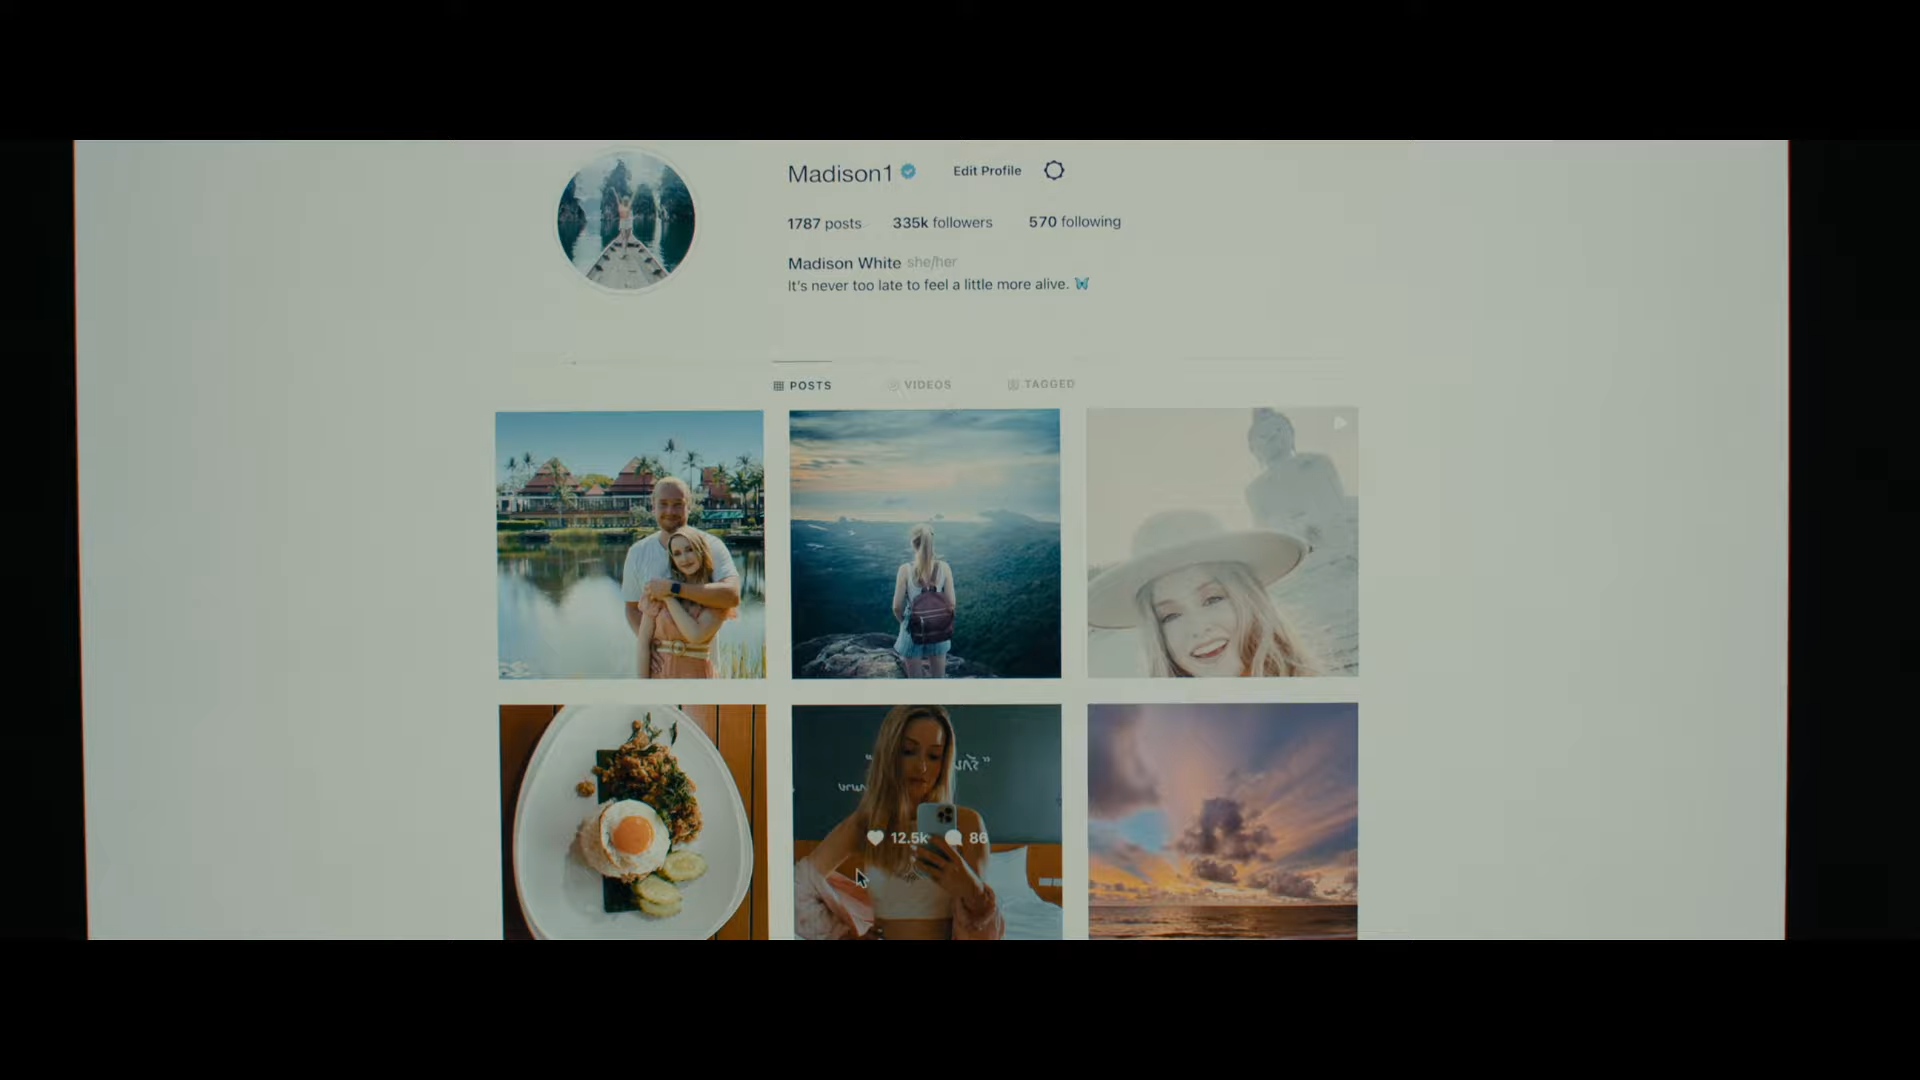 Madison1
Edit Profile
1787 posts
335k followers
570 following
Madison White she/her
It's never too late to feel a little more alive.
POSTS
VIDEOS
TAGGED
12.5k
86